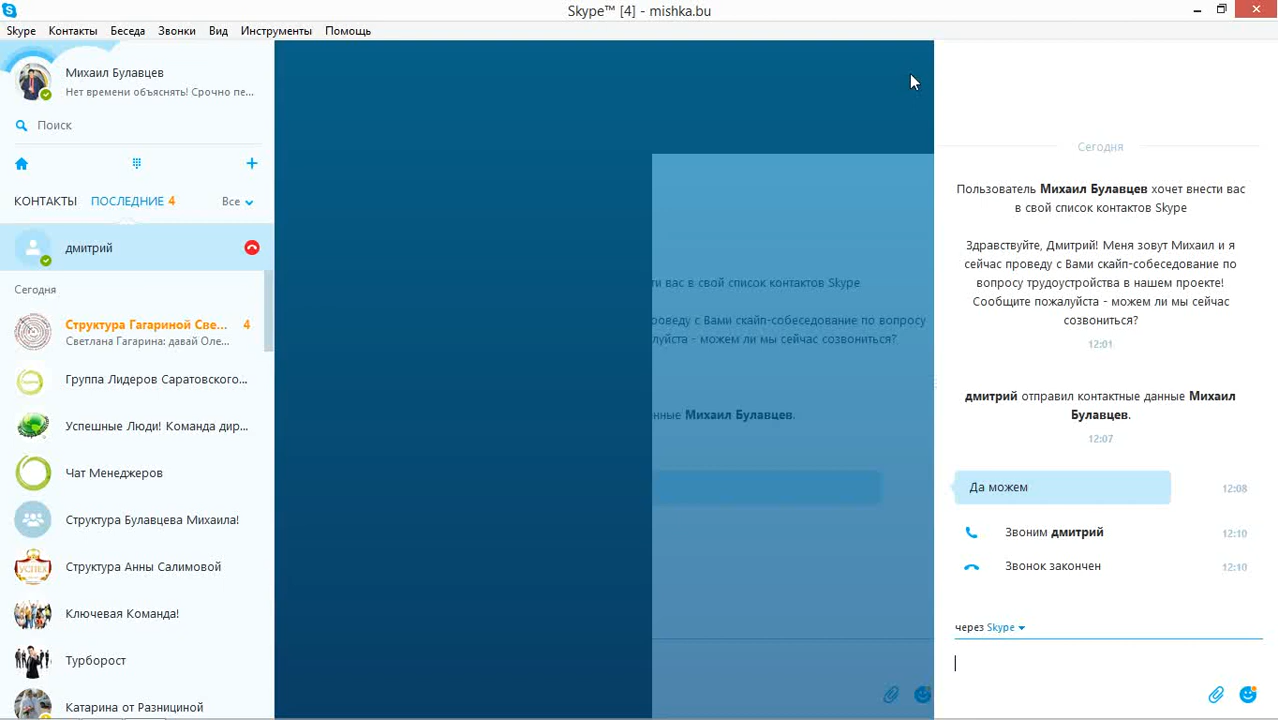 Skype™ [4] - mishka.bu
Skype Контакты Беседа Звонки Вид Инструменты Помощь
Михаил Булавцев
Нет времени объяснять! Срочно пе...
Поиск
КОНТАКТЫ ПОСЛЕДНИЕ 4 Все
дмитрий
Сегодня
Структура Гагариной Све... 4
Светлана Гагарина: давай Оле...
Группа Лидеров Саратовского...
Успешные Люди! Команда дир...
Чат Менеджеров
Структура Булавцева Михаила!
Структура Анны Салимовой
Ключевая Команда!
Турборост
Катарина от Разнициной
ти вас в свой список контактов Skype
проведу с Вами скайп-собеседование по вопросу
луйста - можем ли мы сейчас созвониться?
нные Михаил Булавцев.
Сегодня
Пользователь Михаил Булавцев хочет внести вас
в свой список контактов Skype
Здравствуйте, Дмитрий! Меня зовут Михаил и я
сейчас проведу с Вами скайп-собеседование по
вопросу трудоустройства в нашем проекте!
Сообщите пожалуйста - можем ли мы сейчас
созвониться?
12:01
дмитрий отправил контактные данные Михаил
Булавцев.
12:07
Да можем 12:08
Звоним дмитрий 12:10
Звонок закончен 12:10
через Skype